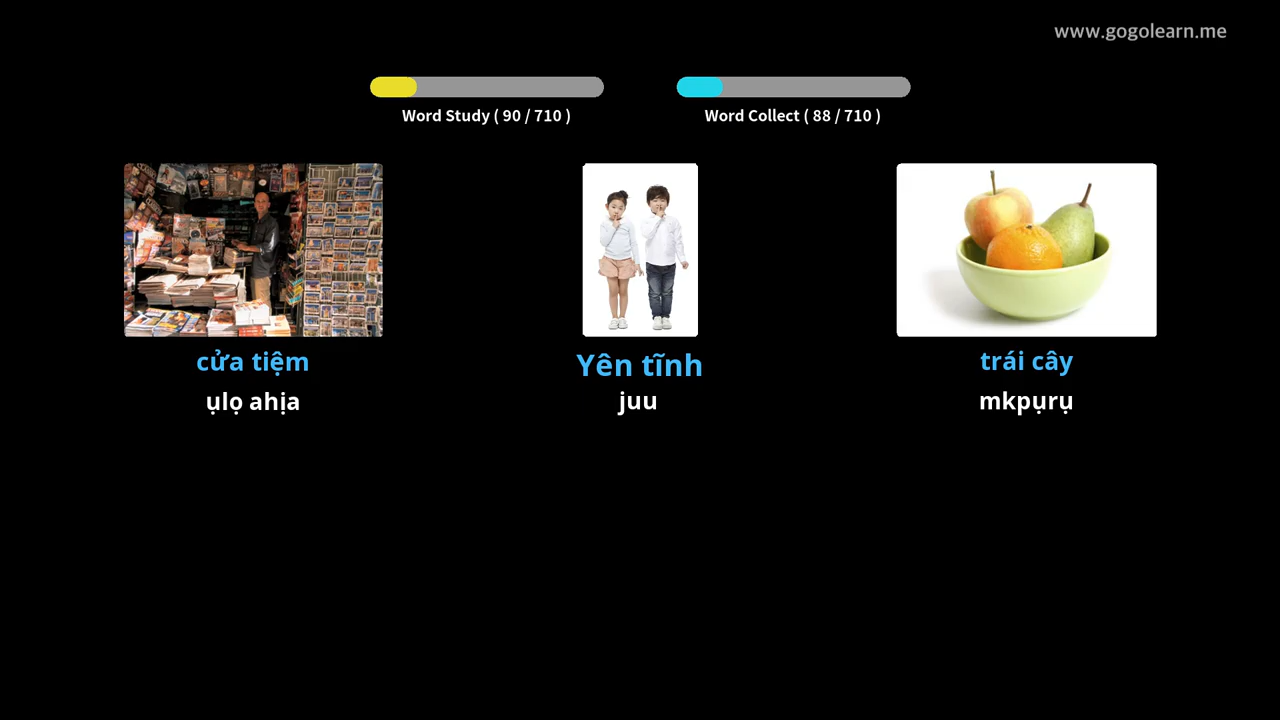 www.gogolearn.me
Word Study ( 90 / 710 )
Word Collect ( 88 / 710 )
cửa tiệm
ụlọ ahịa
Yên tĩnh
juu
trái cây
mkpụrụ